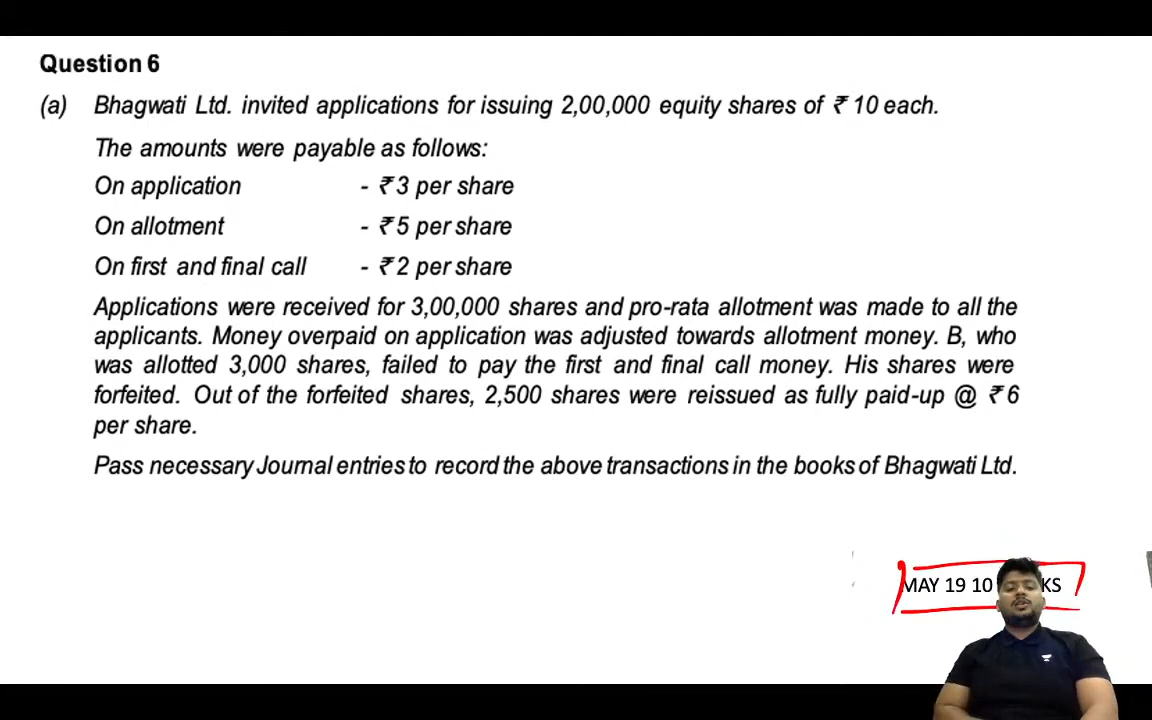 Question 6
(a) Bhagwati Ltd. invited applications for issuing 2,00,000 equity shares of ₹ 10 each.
The amounts were payable as follows:
On application - ₹ 3 per share
On allotment - ₹ 5 per share
On first and final call - ₹ 2 per share
Applications were received for 3,00,000 shares and pro-rata allotment was made to all the
applicants. Money overpaid on application was adjusted towards allotment money. B, who
was allotted 3,000 shares, failed to pay the first and final call money. His shares were
forfeited. Out of the forfeited shares, 2,500 shares were reissued as fully paid-up @ ₹ 6
per share.
Pass necessary Journal entries to record the above transactions in the books of Bhagwati Ltd.
MAY 19 10